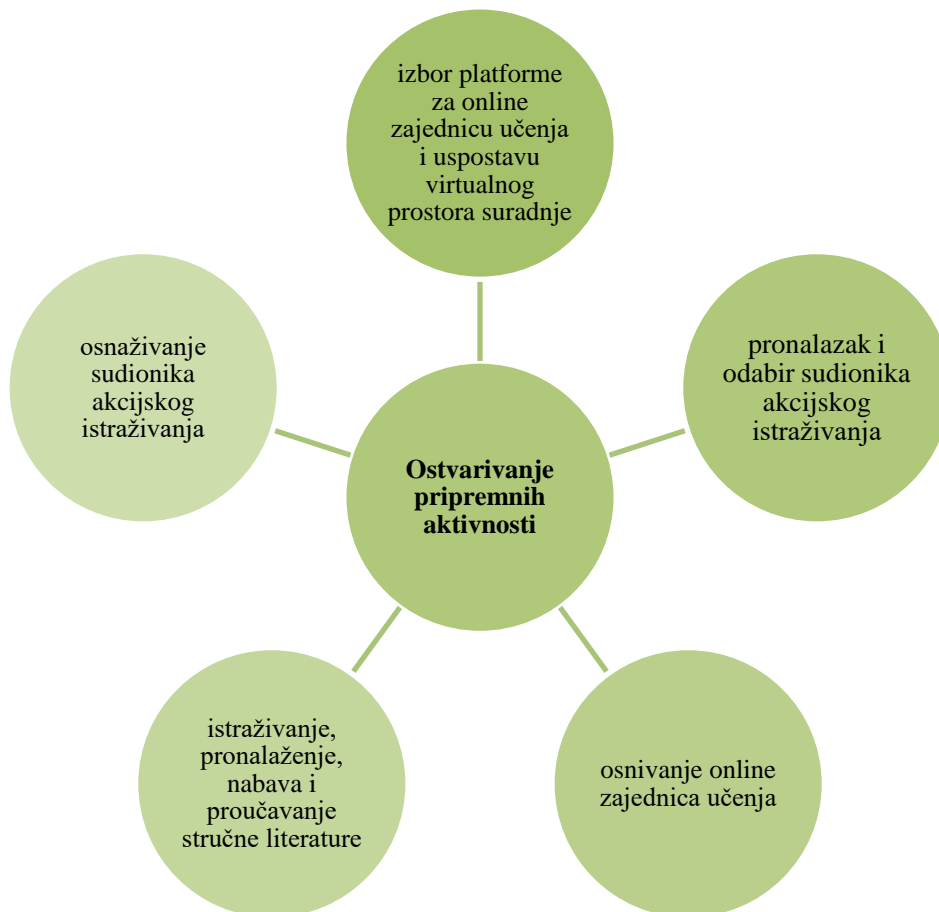 izbor platforme
za online
zajednicu učenja
i uspostavu
virtualnog
prostora suradnje
pronalazak i
odabir sudionika
akcijskog
istraživanja
osnivanje online
zajednica učenja
istraživanje,
pronalaženje,
nabava i
proučavanje
stručne literature
osnaživanje
sudionika
akcijskog
istraživanja
Ostvarivanje
pripremnih
aktivnosti